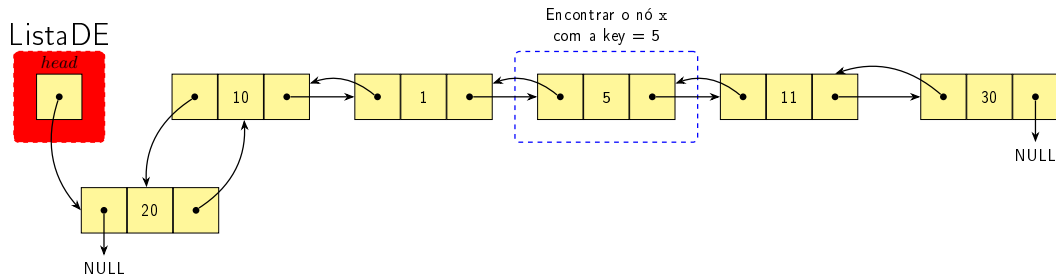 Encontrar o nó x
com a key = 5
ListaDE
head
10
1
5
11
30
NULL
20
NULL